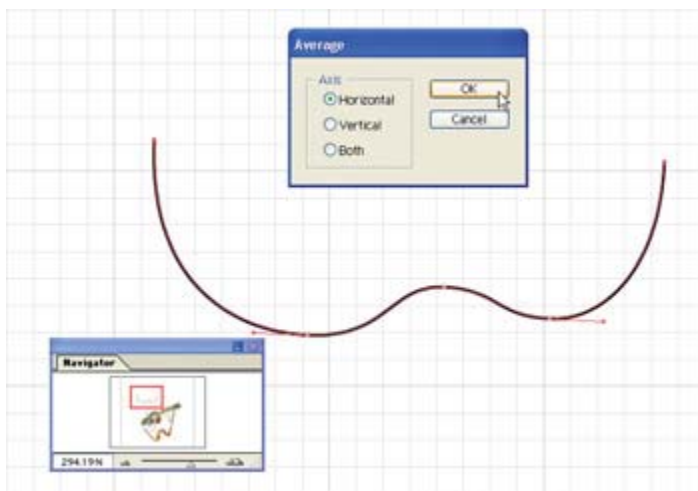 Average
Axis
Horizontal
OK
Vertical
Cancel
Both
Navigator
294.19%